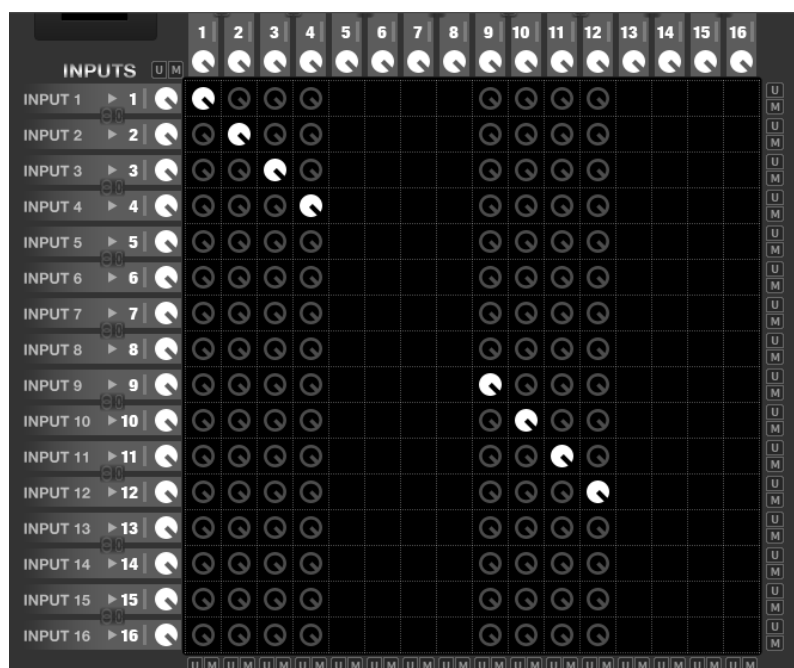 1 2 3 4 5 6 7 8 9 10 11 12 13 14 15 16
INPUTS U M
INPUT 1 1 U M
INPUT 2 2 U M
INPUT 3 3 U M
INPUT 4 4 U M
INPUT 5 5 U M
INPUT 6 6 U M
INPUT 7 7 U M
INPUT 8 8 U M
INPUT 9 9 U M
INPUT 10 10 U M
INPUT 11 11 U M
INPUT 12 12 U M
INPUT 13 13 U M
INPUT 14 14 U M
INPUT 15 15 U M
INPUT 16 16 U M
U M U M U M U M U M U M U M U M U M U M U M U M U M U M U M U M